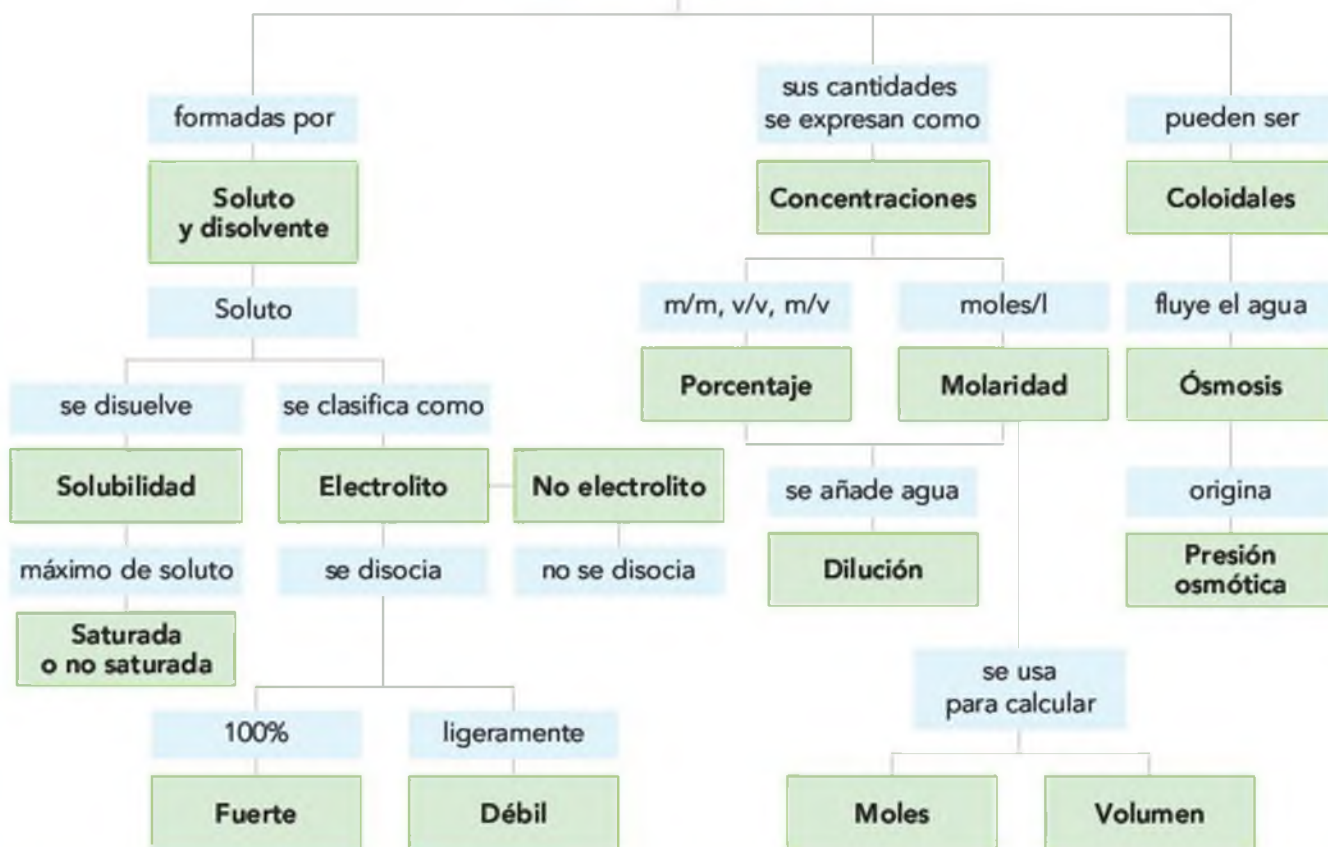 formadas por
Soluto
y disolvente
Soluto
se disuelve
Solubilidad
máximo de soluto
Saturada
o no saturada
se clasifica como
Electrolito
No electrolito
se disocia
no se disocia
100%
Fuerte
ligeramente
Débil
sus cantidades
se expresan como
Concentraciones
m/m, v/v, m/v
Porcentaje
moles/l
Molaridad
se añade agua
Dilución
se usa
para calcular
Moles
Volumen
pueden ser
Coloidales
fluye el agua
Ósmosis
origina
Presión
osmótica